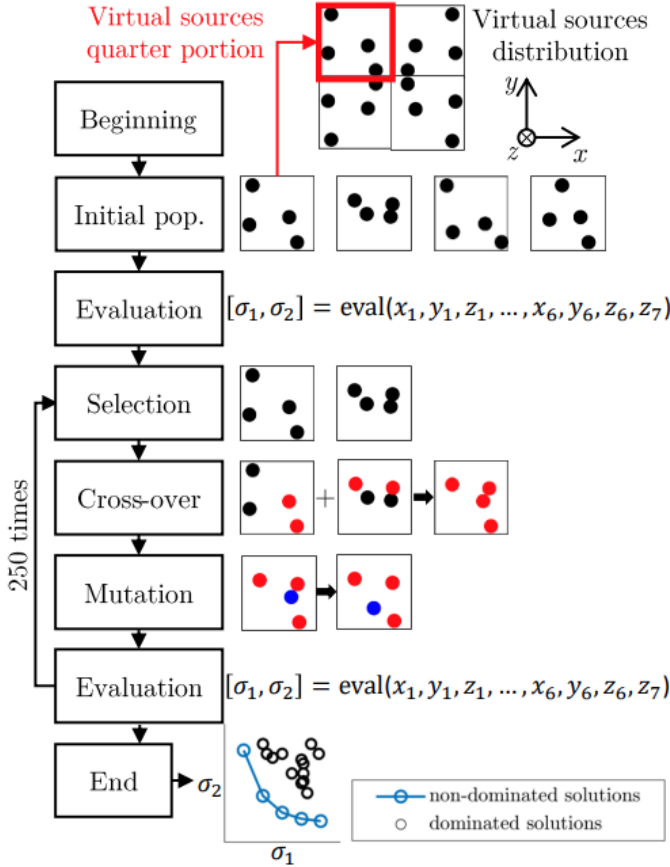 Virtual sources
quarter portion
Virtual sources
distribution
y
z
x
Beginning
Initial pop.
Evaluation
[σ₁, σ₂] = eval(x₁, y₁, z₁, ..., x₆, y₆, z₆, z₇)
Selection
Cross-over
+
250 times
Mutation
Evaluation
[σ₁, σ₂] = eval(x₁, y₁, z₁, ..., x₆, y₆, z₆, z₇)
End
σ₂
σ₁
non-dominated solutions
dominated solutions